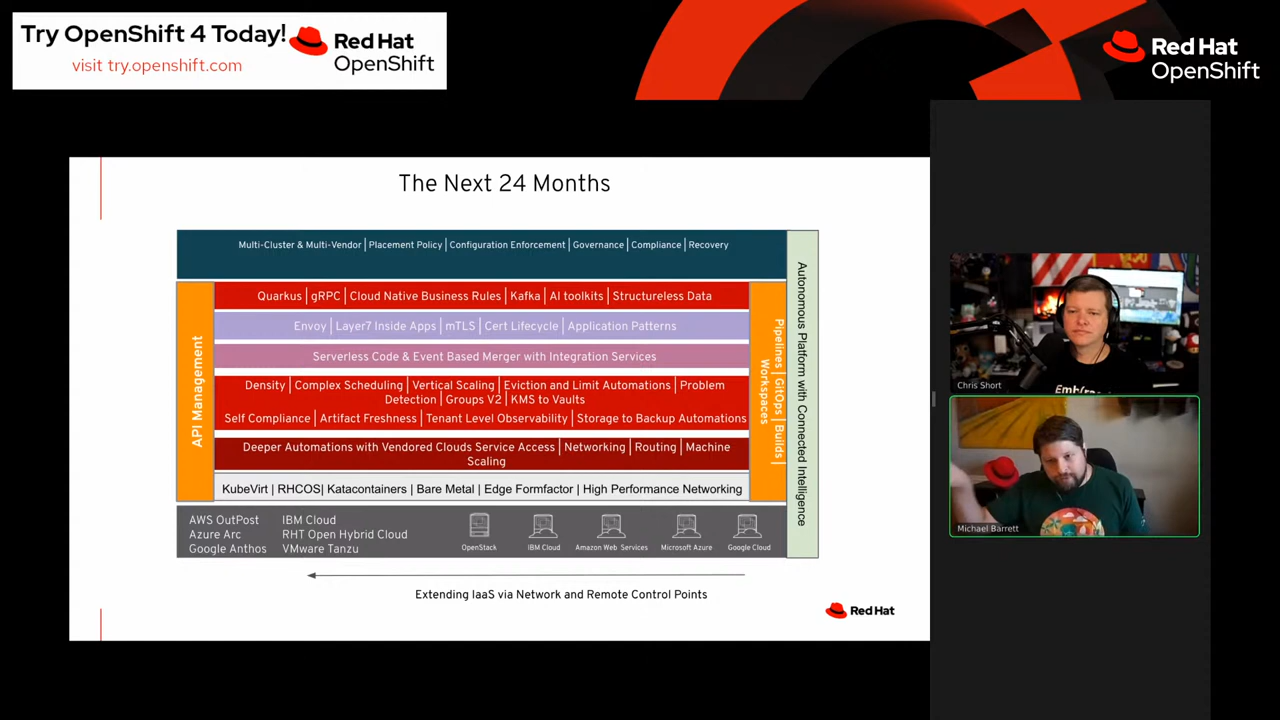 Try OpenShift 4 Today!
visit try.openshift.com
Red Hat
OpenShift
Red Hat
OpenShift
The Next 24 Months
Multi-Cluster & Multi-Vendor | Placement Policy | Configuration Enforcement | Governance | Compliance | Recovery
API Management
Quarkus | gRPC | Cloud Native Business Rules | Kafka | AI toolkits | Structureless Data
Envoy | Layer7 Inside Apps | mTLS | Cert Lifecycle | Application Patterns
Serverless Code & Event Based Merger with Integration Services
Density | Complex Scheduling | Vertical Scaling | Eviction and Limit Automations | Problem
Detection | Groups V2 | KMS to Vaults
Self Compliance | Artifact Freshness | Tenant Level Observability | Storage to Backup Automations
Deeper Automations with Vendored Clouds Service Access | Networking | Routing | Machine
Scaling
KubeVirt | RHCOS| Katacontainers | Bare Metal | Edge Formfactor | High Performance Networking
Pipelines | GitOps | Builds |
Workspaces
Autonomous Platform with Connected Intelligence
AWS OutPost
Azure Arc
Google Anthos
IBM Cloud
RHT Open Hybrid Cloud
VMware Tanzu
OpenStack
IBM Cloud
Amazon Web Services
Microsoft Azure
Google Cloud
Extending IaaS via Network and Remote Control Points
Red Hat
Chris Short
Michael Barrett